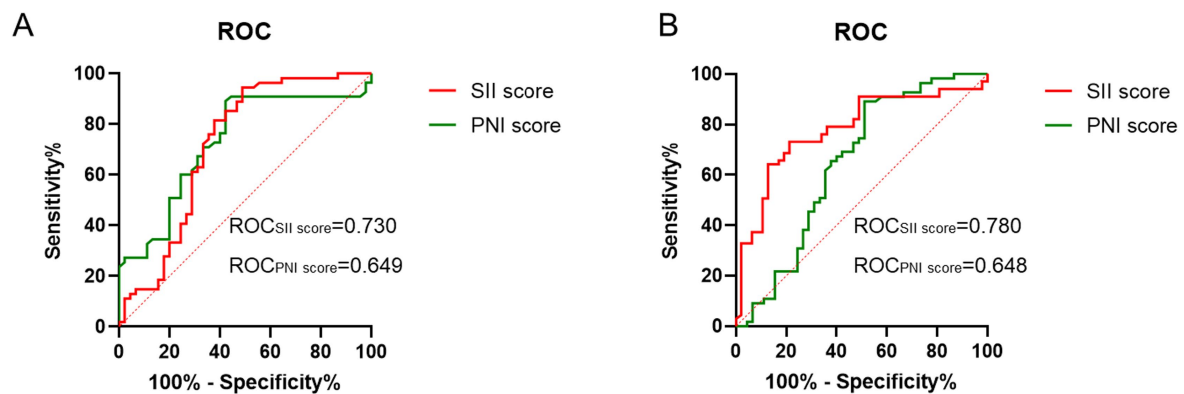 A
ROC
100
80
60
40
20
0
Sensitivity%
0 20 40 60 80 100
100% - Specificity%
SII score
PNI score
ROCSII score=0.730
ROCPNI score=0.649
B
ROC
100
80
60
40
20
0
Sensitivity%
0 20 40 60 80 100
100% - Specificity%
SII score
PNI score
ROCSII score=0.780
ROCPNI score=0.648